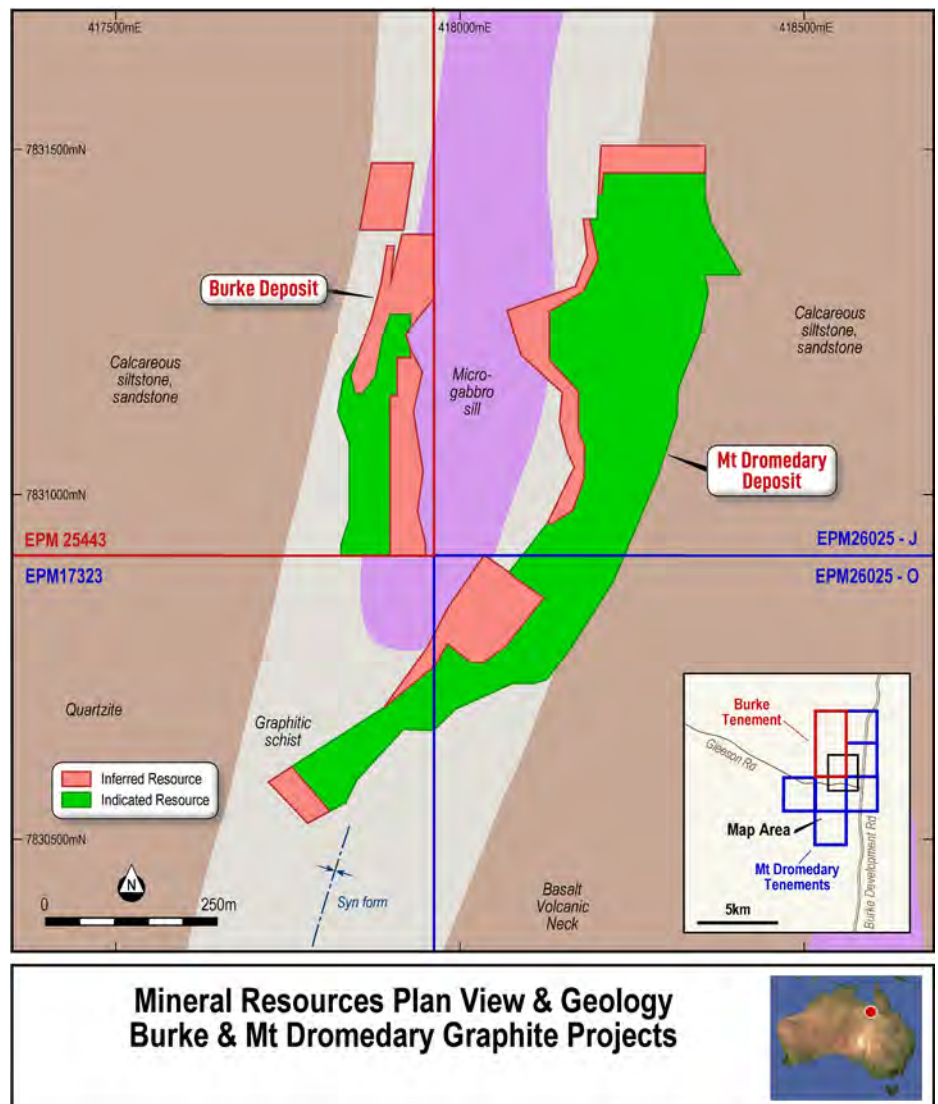 417500mE
418000mE
418500mE
7831500mN
Burke Deposit
Calcareous
siltstone,
sandstone
Calcareous
siltstone,
sandstone
Micro-
gabbro
sill
Mt Dromedary
Deposit
7831000mN
EPM 25443
EPM26025 - J
EPM17323
EPM26025 - O
Quartzite
Graphitic
schist
Inferred Resource
Indicated Resource
7830500mN
N
0
250m
Syn form
Basalt
Volcanic
Neck
Burke
Tenement
Gleeson Rd
Map Area
Mt Dromedary
Tenements
Burke Development Rd
5km
Mineral Resources Plan View & Geology
Burke & Mt Dromedary Graphite Projects